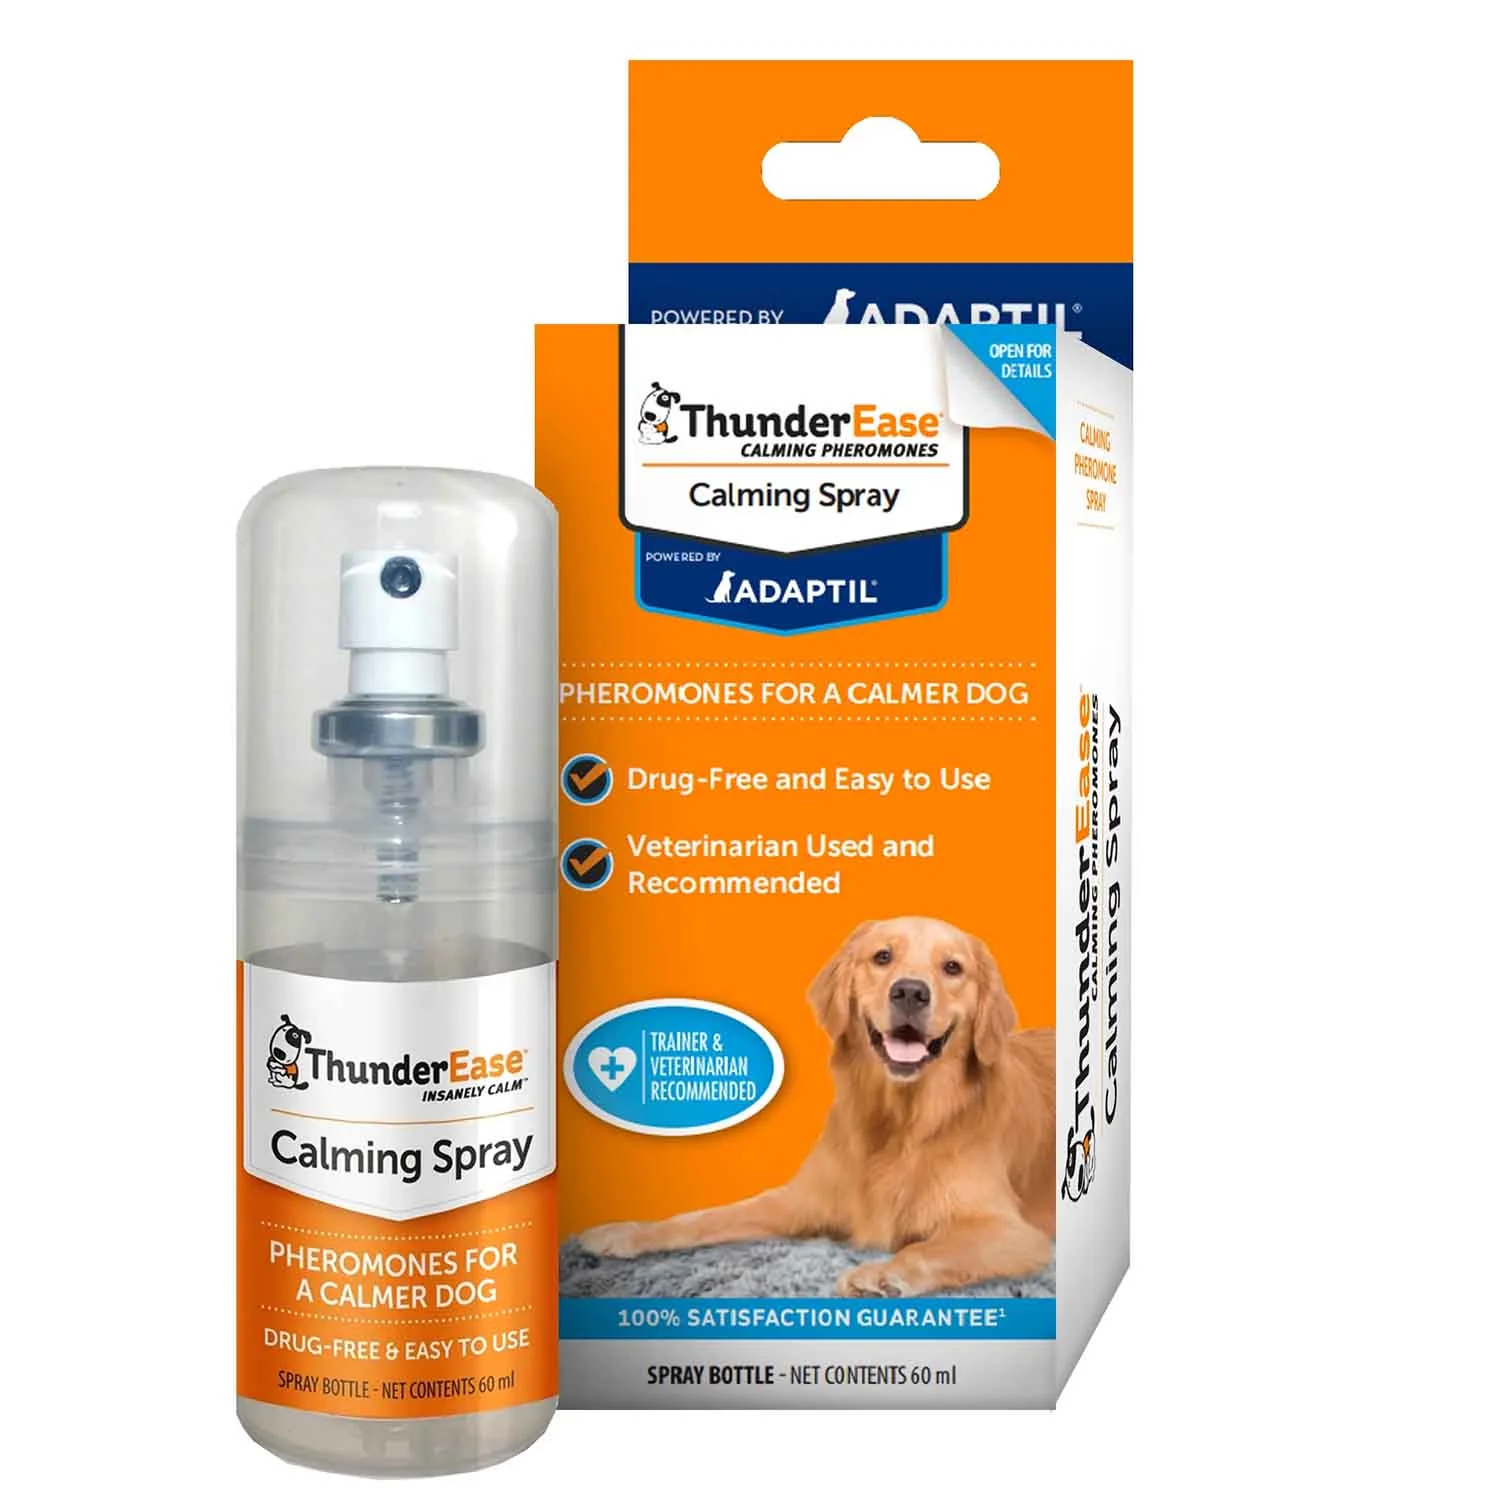 POWERED BY ADAPTIL®
OPEN FOR
DETAILS
ThunderEase
CALMING PHEROMONES
Calming Spray
POWERED BY
ADAPTIL®
PHEROMONES FOR A CALMER DOG
Drug-Free and Easy to Use
Veterinarian Used and
Recommended
TRAINER &
VETERINARIAN
RECOMMENDED
100% SATISFACTION GUARANTEE¹
SPRAY BOTTLE - NET CONTENTS 60 ml
CALMING
PHEROMONE
SPRAY
ThunderEase™
CALMING PHEROMONES
Calming Spray
ThunderEase™
INSANELY CALM™
Calming Spray
PHEROMONES FOR
A CALMER DOG
DRUG-FREE & EASY TO USE
SPRAY BOTTLE - NET CONTENTS 60 ml